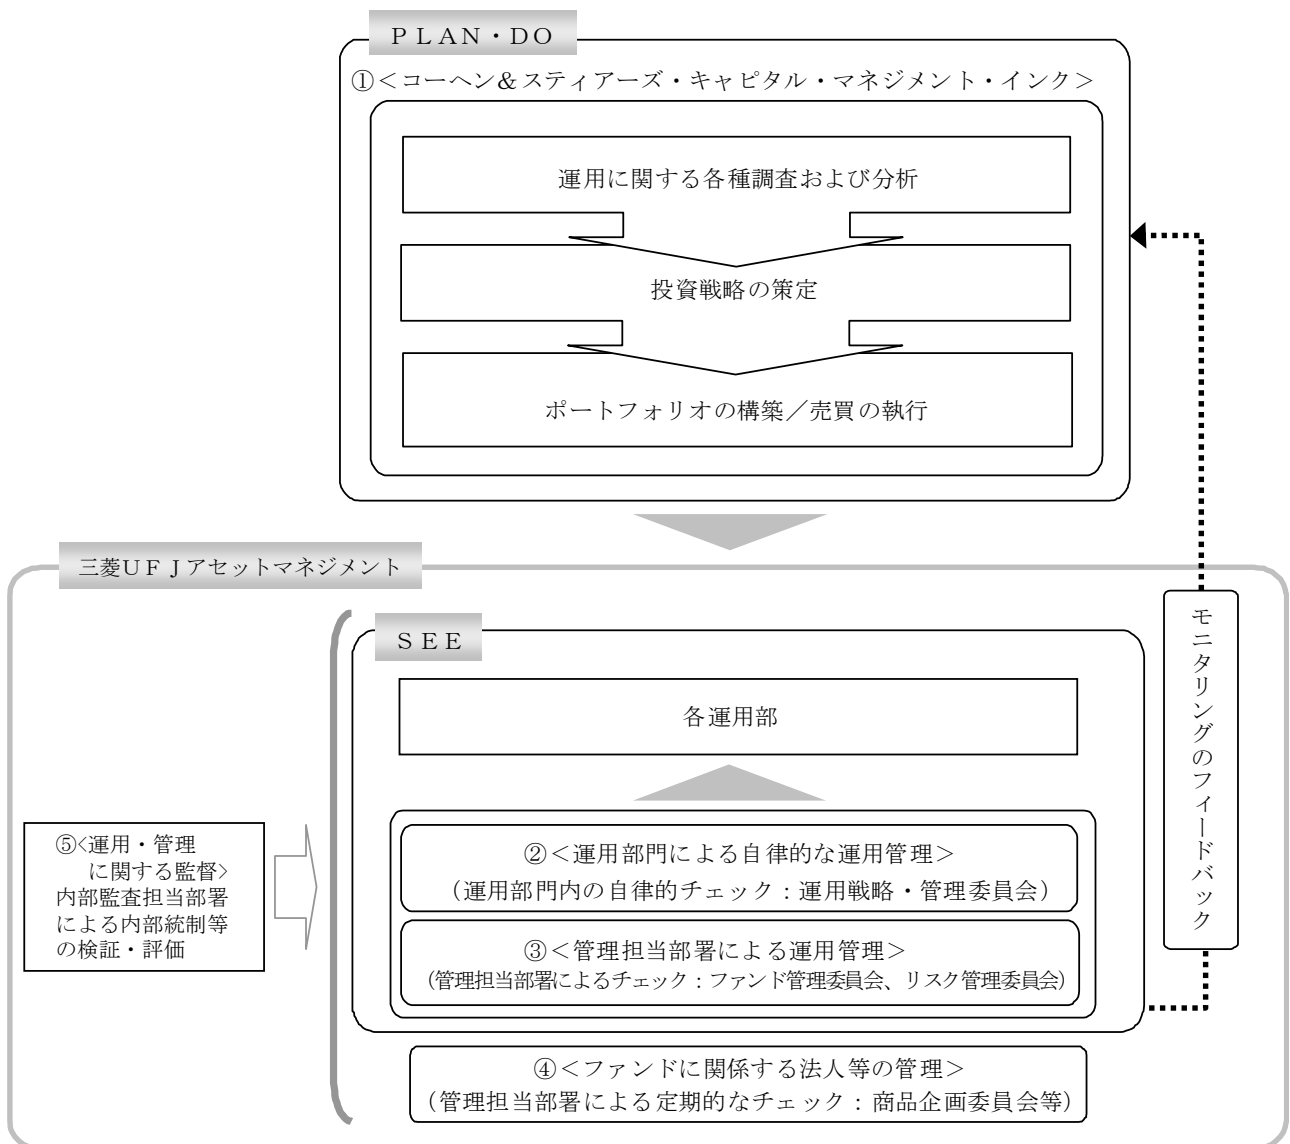 ＰＬＡＮ・ＤＯ
①＜コーヘン＆スティアーズ・キャピタル・マネジメント・インク＞
運用に関する各種調査および分析
投資戦略の策定
ポートフォリオの構築／売買の執行
三菱ＵＦＪアセットマネジメント
ＳＥＥ
各運用部
②＜運用部門による自律的な運用管理＞
（運用部門内の自律的チェック：運用戦略・管理委員会）
③＜管理担当部署による運用管理＞
（管理担当部署によるチェック：ファンド管理委員会、リスク管理委員会）
④＜ファンドに関係する法人等の管理＞
（管理担当部署による定期的なチェック：商品企画委員会等）
⑤<運用・管理
に関する監督>
内部監査担当部署
による内部統制等
の検証・評価
モニタリングのフィードバック